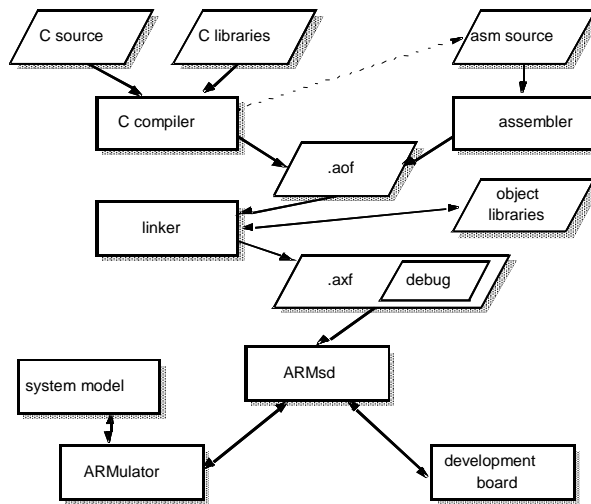 C source
C libraries
asm source
C compiler
assembler
.aof
object
libraries
linker
.axf
debug
ARMsd
system model
ARMulator
development
board